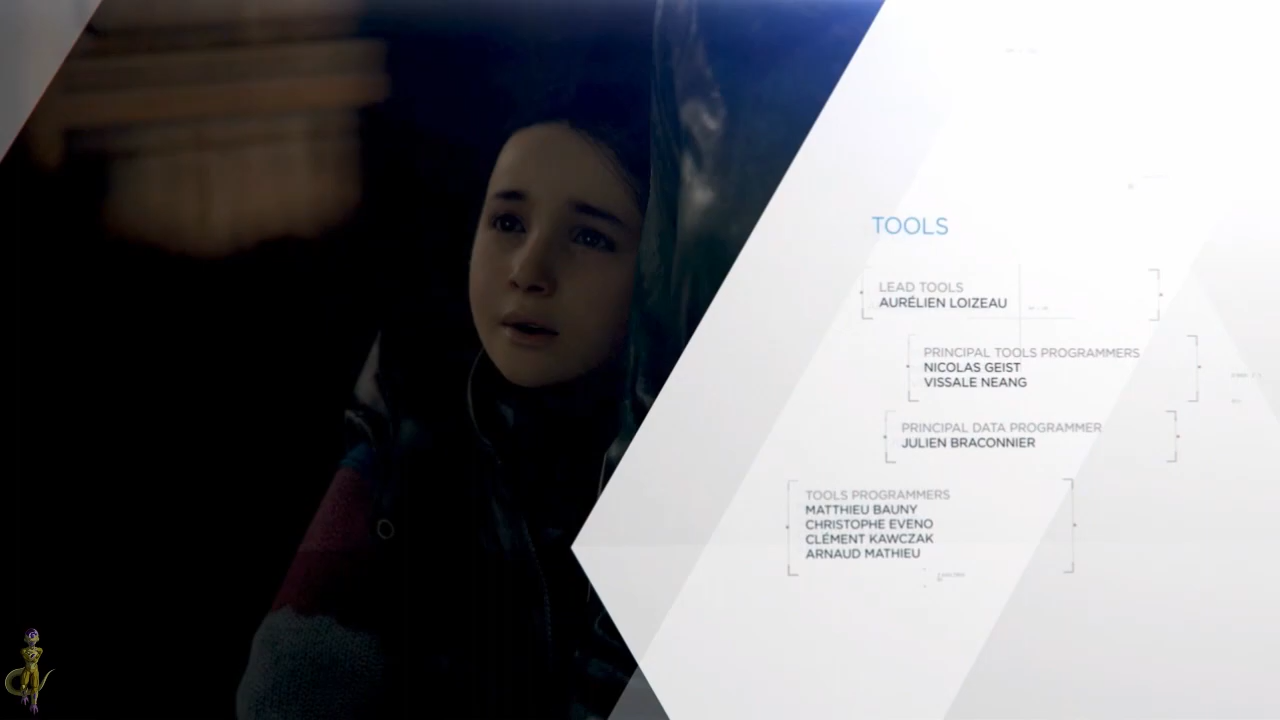 TOOLS
LEAD TOOLS
AURÉLIEN LOIZEAU
PRINCIPAL TOOLS PROGRAMMERS
NICOLAS GEIST
VISSALE NEANG
PRINCIPAL DATA PROGRAMMER
JULIEN BRACONNIER
TOOLS PROGRAMMERS
MATTHIEU BAUNY
CHRISTOPHE EVENO
CLÉMENT KAWCZAK
ARNAUD MATHIEU